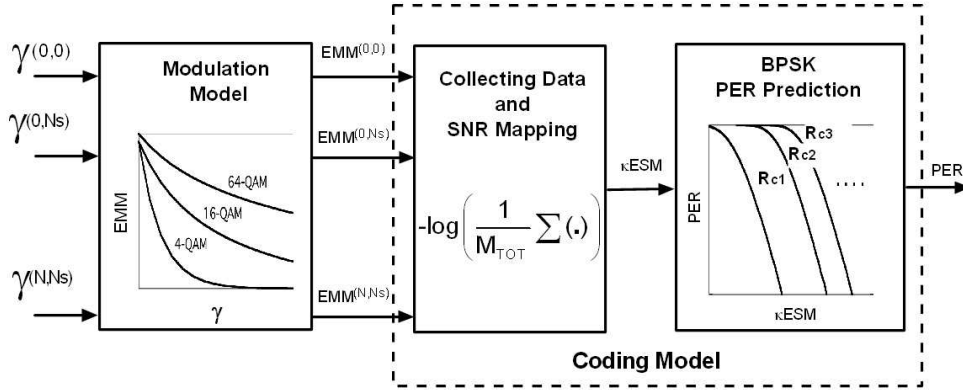 γ(0,0)
γ(0,Ns)
γ(N,Ns)
Modulation
Model
EMM
64-QAM
16-QAM
4-QAM
γ
EMM(0,0)
EMM(0,Ns)
EMM(N,Ns)
Collecting Data
and
SNR Mapping
-log(1/M_TOT ∑(.))
κESM
BPSK
PER Prediction
PER
Rc1
Rc2
Rc3
....
κESM
PER
Coding Model